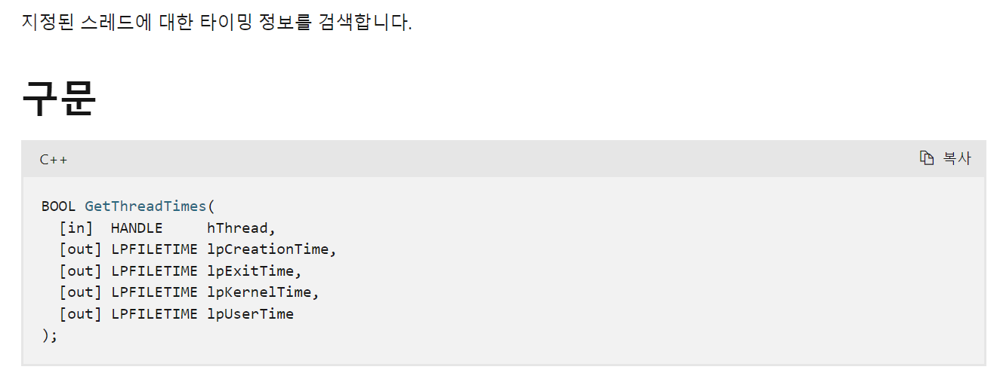 지정된 스레드에 대한 타이밍 정보를 검색합니다.
구문
C++ 복사
BOOL GetThreadTimes(
  [in]  HANDLE     hThread,
  [out] LPFILETIME lpCreationTime,
  [out] LPFILETIME lpExitTime,
  [out] LPFILETIME lpKernelTime,
  [out] LPFILETIME lpUserTime
);